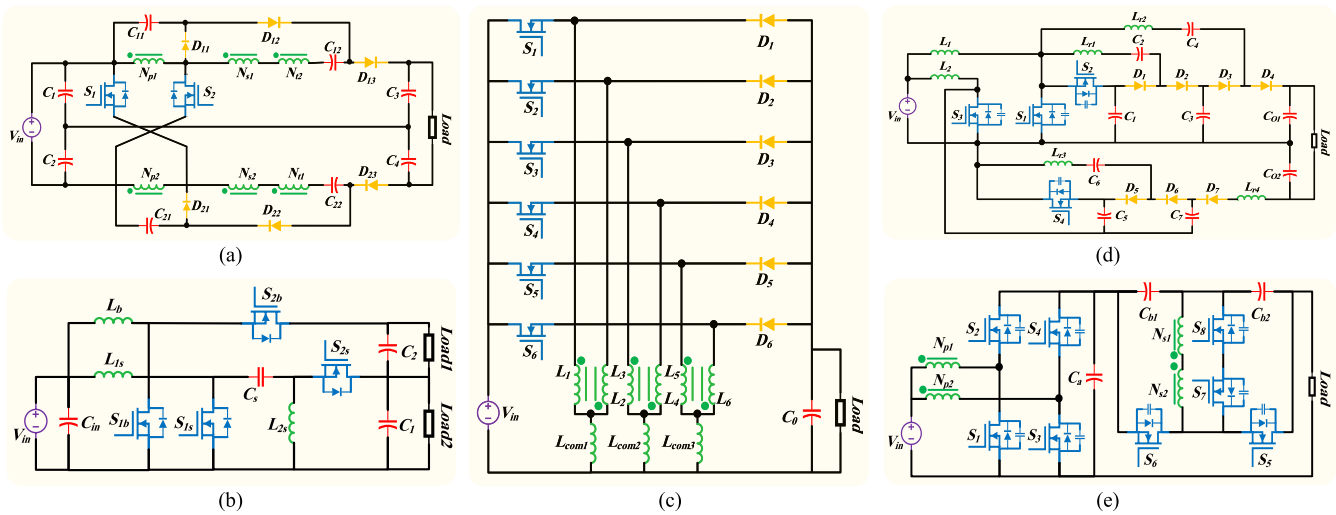 C11
D11
D12
C12
D13
Np1
Ns1
Nt2
S1
S2
C1
C3
Vin
Load
C2
C4
Np2
Ns2
Nt1
C22
D23
D21
C21
D22
(a)
Lb
S2b
L1s
S2s
C2
Load1
Cs
Vin
Cin
S1b
S1s
L2s
C1
Load2
(b)
S1
D1
S2
D2
S3
D3
S4
D4
S5
D5
S6
D6
L1
L3
L5
L2
L4
L6
Vin
Lcom1
Lcom2
Lcom3
C0
Load
(c)
Lr2
C4
L1
Lr1
C2
L2
S2
D1
D2
D3
D4
Vin
S3
S1
C1
C3
CO1
Load
Lr3
C6
CO2
S4
D5
D6
D7
Lr4
C5
C7
(d)
S2
S4
Cb1
Cb2
Np1
Ns1
S8
Np2
Ca
Ns2
S7
Load
Vin
S1
S3
S6
S5
(e)